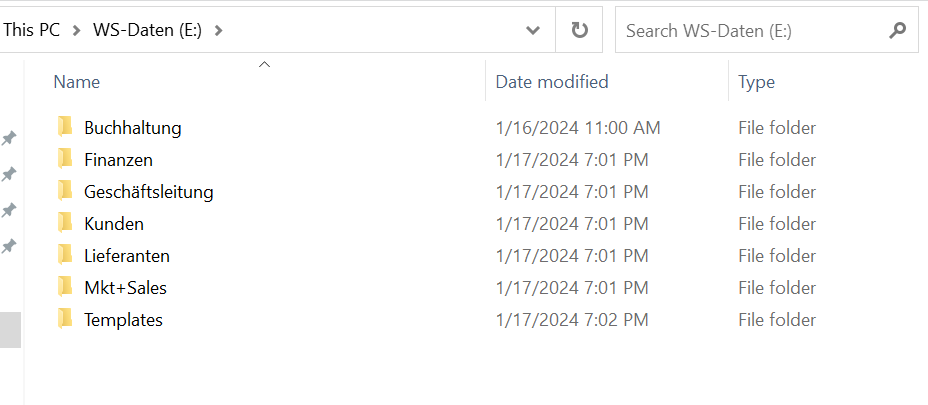 This PC > WS-Daten (E:) >
Search WS-Daten (E:)
Name Date modified Type
Buchhaltung 1/16/2024 11:00 AM File folder
Finanzen 1/17/2024 7:01 PM File folder
Geschäftsleitung 1/17/2024 7:01 PM File folder
Kunden 1/17/2024 7:01 PM File folder
Lieferanten 1/17/2024 7:01 PM File folder
Mkt+Sales 1/17/2024 7:01 PM File folder
Templates 1/17/2024 7:02 PM File folder